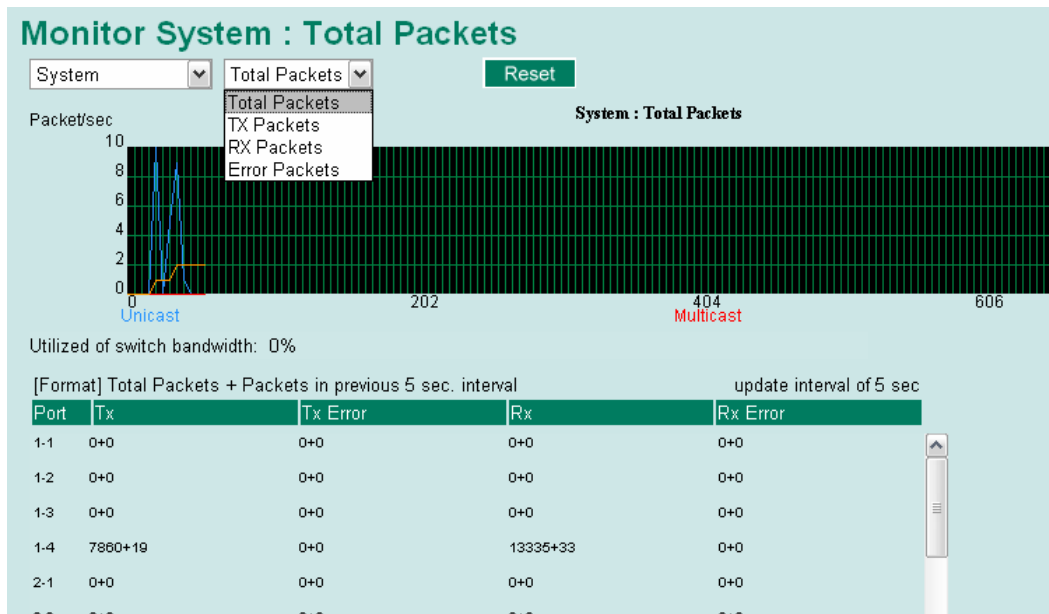 Monitor System : Total Packets
System
Total Packets
Reset
Total Packets
TX Packets
RX Packets
Error Packets
Packet/sec
System : Total Packets
10
8
6
4
2
0
0
202
404
606
Unicast
Multicast
Utilized of switch bandwidth: 0%
[Format] Total Packets + Packets in previous 5 sec. interval
update interval of 5 sec
Port Tx Tx Error Rx Rx Error
1-1 0+0 0+0 0+0 0+0
1-2 0+0 0+0 0+0 0+0
1-3 0+0 0+0 0+0 0+0
1-4 7860+19 0+0 13335+33 0+0
2-1 0+0 0+0 0+0 0+0